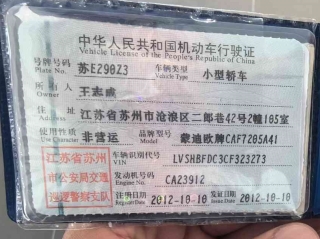 中华人民共和国机动车行驶证
Vehicle License of the People's Republic of China
号牌号码 苏E290Z3 车辆类型 小型轿车
Plate No. Vehicle Type
所有人 王志威
Owner
住址 江苏省苏州市沧浪区二郎巷42号2幢105室
Address
使用性质 非营运 品牌型号 蒙迪欧牌CAF7205A41
Use Character Model
江苏省苏州
市公安局交通
巡逻警察支队
车辆识别代号 LVSHBFDC3CF323273
VIN
发动机号码 CA23912
Engine No.
注册日期 2012-10-10 发证日期 2012-10-10
Register Date Issue Date